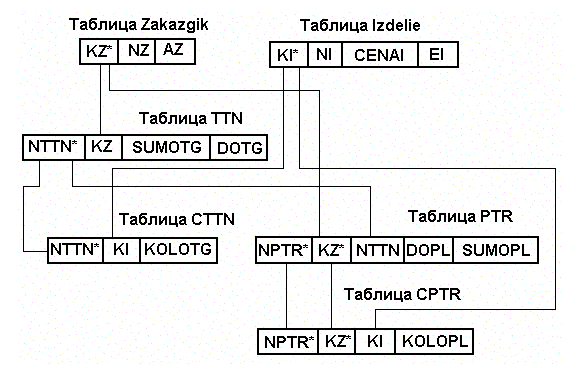 Таблица Zakazgik Таблица Izdelie
KZ* NZ AZ KI* NI CENAI EI
Таблица TTN
NTTN* KZ SUMOTG DOTG
Таблица CTTN Таблица PTR
NTTN* KI KOLOTG NPTR* KZ* NTTN DOPL SUMOPL
Таблица CPTR
NPTR* KZ* KI KOLOPL